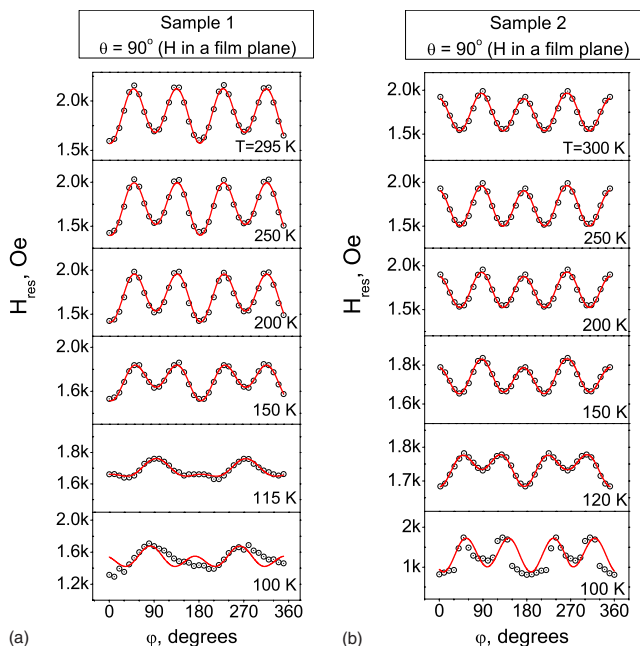 Sample 1
θ = 90° (H in a film plane)
2.0k
1.5k
T=295 K
2.0k
1.5k
250 K
2.0k
1.5k
200 K
2.0k
1.6k
150 K
1.8k
1.6k
115 K
2.0k
1.6k
1.2k
100 K
0 90 180 270 360
φ, degrees
H_res, Oe
(a)
Sample 2
θ = 90° (H in a film plane)
2.0k
1.5k
T=300 K
2.0k
1.5k
250 K
2.0k
1.5k
200 K
1.8k
1.6k
150 K
1.8k
1.7k
120 K
2k
1k
100 K
0 90 180 270 360
φ, degrees
H_res, Oe
(b)